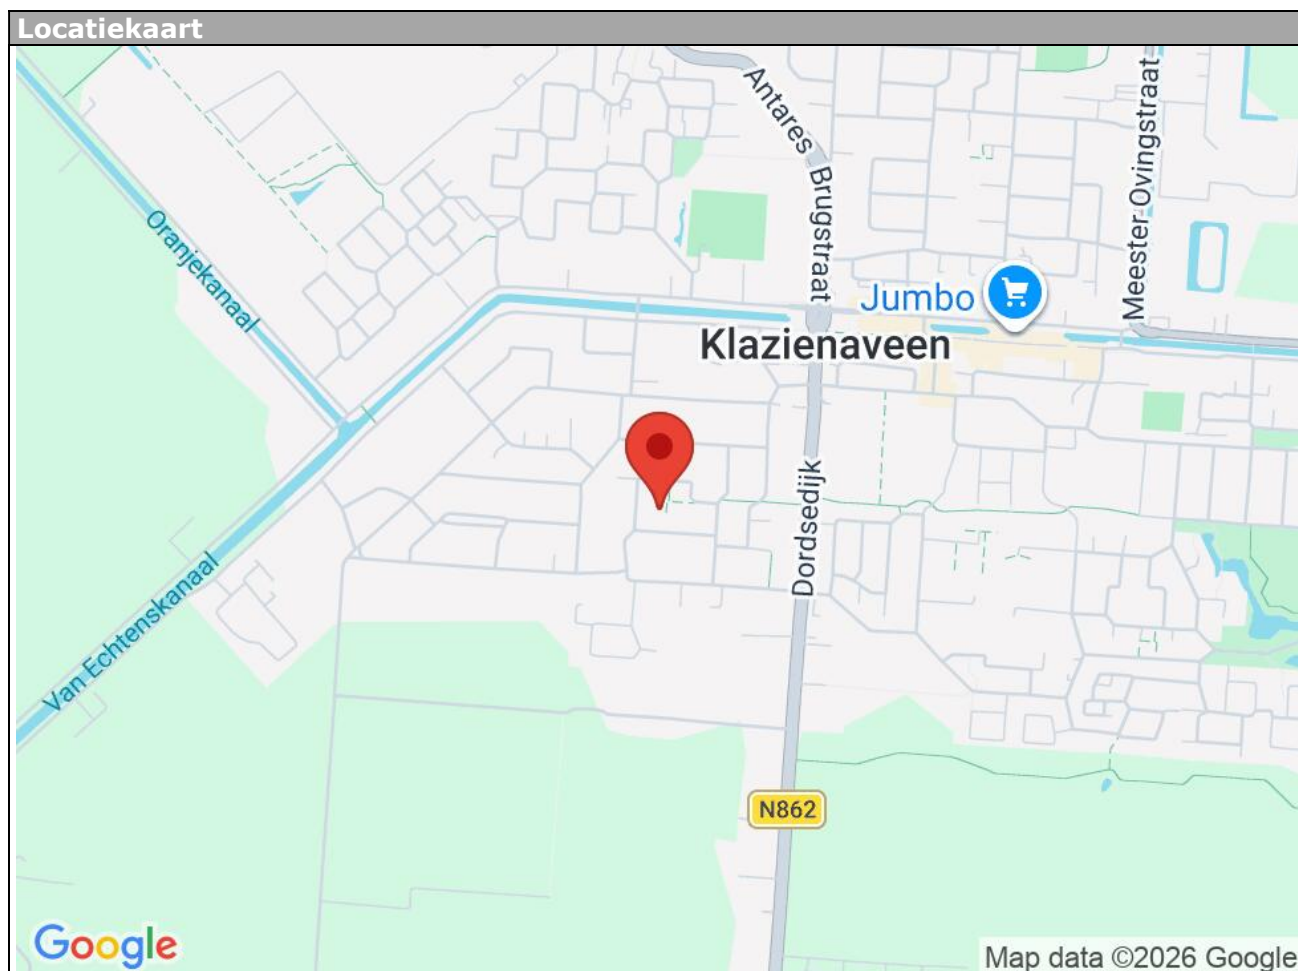 Locatiekaart
Antares
Brugstraat
Meester Ovingstraat
Oranjekanaal
Jumbo
Klazienaveen
Dordsedijk
Van Echtenskanaal
N862
Google
Map data ©2026 Google